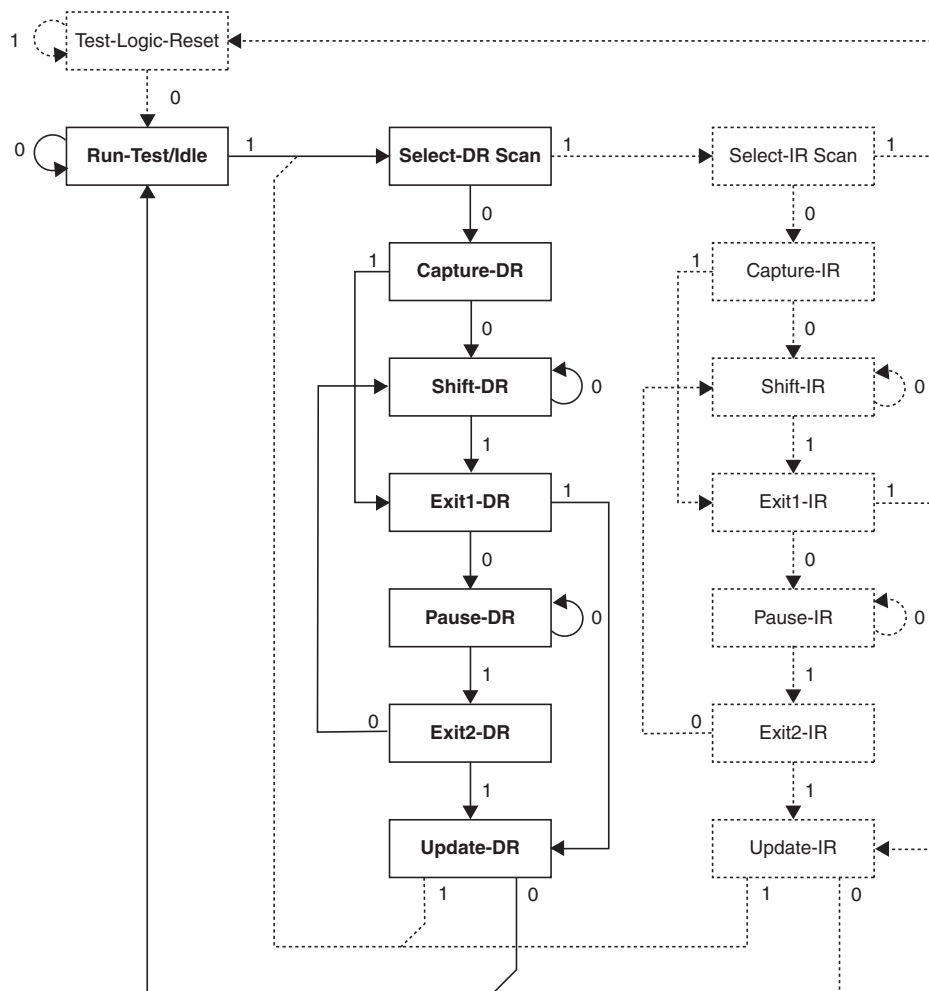 1
Test-Logic-Reset
0
0
Run-Test/Idle
1
Select-DR Scan
1
Select-IR Scan
1
0
0
1
Capture-DR
1
Capture-IR
0
0
Shift-DR
0
Shift-IR
0
1
1
Exit1-DR
1
Exit1-IR
1
0
0
Pause-DR
0
Pause-IR
0
1
1
0
Exit2-DR
0
Exit2-IR
1
1
Update-DR
Update-IR
1
0
1
0